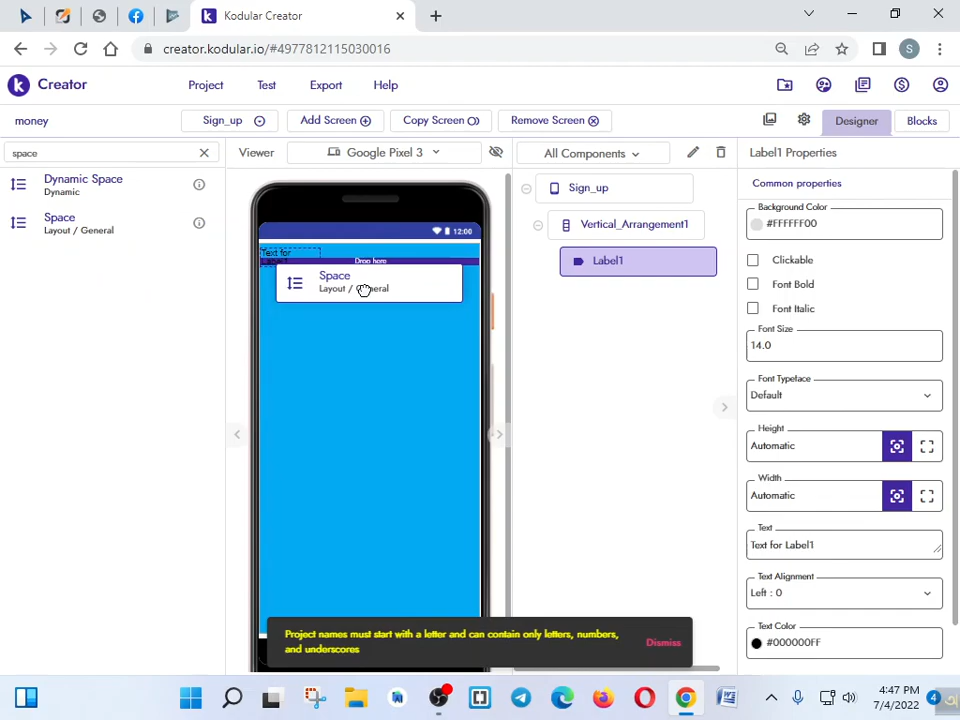 Kodular Creator
creator.kodular.io/#4977812115030016
S
Creator
Project
Test
Export
Help
money
Sign_up
Add Screen
Copy Screen
Remove Screen
Designer
Blocks
space
Viewer
Google Pixel 3
All Components
Label1 Properties
Dynamic Space
Dynamic
Space
Layout / General
12:00
Text for
Drop here
Space
Layout / General
Sign_up
Vertical_Arrangement1
Label1
Common properties
Background Color
#FFFFFF00
Clickable
Font Bold
Font Italic
Font Size
14.0
Font Typeface
Default
Height
Automatic
Width
Automatic
Text
Text for Label1
Text Alignment
Left : 0
Text Color
#000000FF
Project names must start with a letter and can contain only letters, numbers,
and underscores
Dismiss
4:47 PM
7/4/2022
4